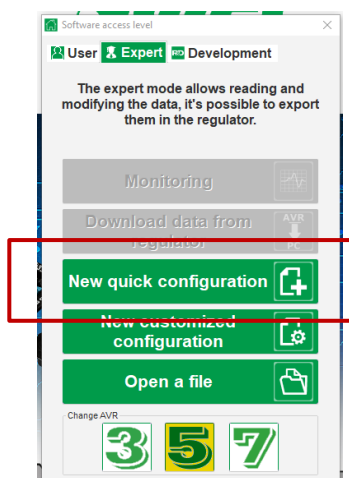 Software access level
User Expert R&D Development
The expert mode allows reading and
modifying the data, it's possible to export
them in the regulator.
Monitoring
Download data from
regulator
AVR
PC
New quick configuration
New customized
configuration
Open a file
Change AVR
3 5 7